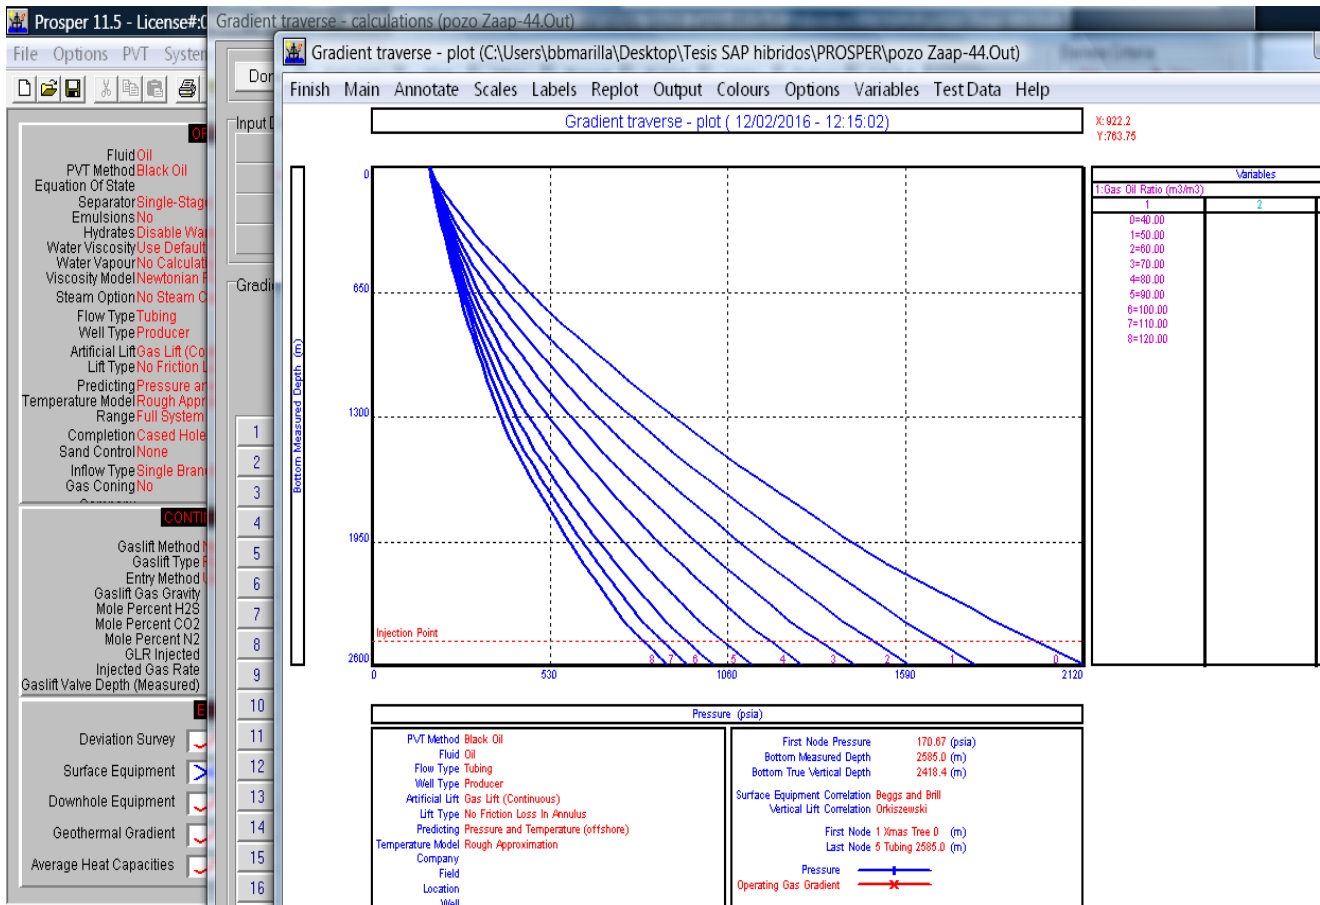 Prosper 11.5 - License#:
Gradient traverse - calculations (pozo Zaap-44.Out)
Gradient traverse - plot (C:\Users\bbmarilla\Desktop\Tesis SAP hibridos\PROSPER\pozo Zaap-44.Out)
File Options PVT System
Finish Main Annotate Scales Labels Replot Output Colours Options Variables Test Data Help
Input
Gradi
Fluid Oil
PVT Method Black Oil
Equation Of State
Separator Single-Stag
Emulsions No
Hydrates Disable Wa
Water Viscosity Use Default
Water Vapour No Calculat
Viscosity Model Newtonian
Steam Option No Steam C
Flow Type Tubing
Well Type Producer
Artificial Lift Gas Lift (Co
Lift Type No Friction L
Predicting Pressure an
Temperature Model Rough Appr
Range Full System
Completion Cased Hole
Sand Control None
Inflow Type Single Bran
Gas Coning No
CONTI
Gaslift Method
Gaslift Type
Entry Method
Gaslift Gas Gravity
Mole Percent H2S
Mole Percent CO2
Mole Percent N2
GLR Injected
Injected Gas Rate
Gaslift Valve Depth (Measured)
Deviation Survey
Surface Equipment
Downhole Equipment
Geothermal Gradient
Average Heat Capacities
1
2
3
4
5
6
7
8
9
10
11
12
13
14
15
16
Gradient traverse - plot ( 12/02/2016 - 12:15:02)
X: 922.2
Y:763.75
Bottom Measured Depth (m)
0
650
1300
1950
2600
Injection Point
8 7 6 5 4 3 2 1 0
0 530 1060 1590 2120
Pressure (psia)
Variables
1:Gas Oil Ratio (m3/m3)
1 2
0=40.00
1=50.00
2=60.00
3=70.00
4=80.00
5=90.00
6=100.00
7=110.00
8=120.00
PVT Method Black Oil
Fluid Oil
Flow Type Tubing
Well Type Producer
Artificial Lift Gas Lift (Continuous)
Lift Type No Friction Loss In Annulus
Predicting Pressure and Temperature (offshore)
Temperature Model Rough Approximation
Company
Field
Location
Well
First Node Pressure 170.67 (psia)
Bottom Measured Depth 2585.0 (m)
Bottom True Vertical Depth 2418.4 (m)
Surface Equipment Correlation Beggs and Brill
Vertical Lift Correlation Orkiszewski
First Node 1 Xmas Tree 0 (m)
Last Node 5 Tubing 2585.0 (m)
Pressure
Operating Gas Gradient